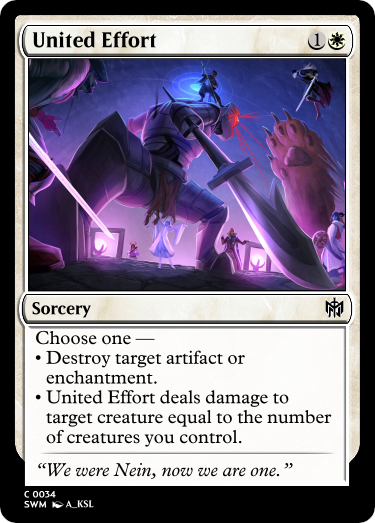 United Effort 1
Sorcery
Choose one —
• Destroy target artifact or
enchantment.
• United Effort deals damage to
target creature equal to the number
of creatures you control.
“We were Nein, now we are one.”
C 0034
SWM A_KSL